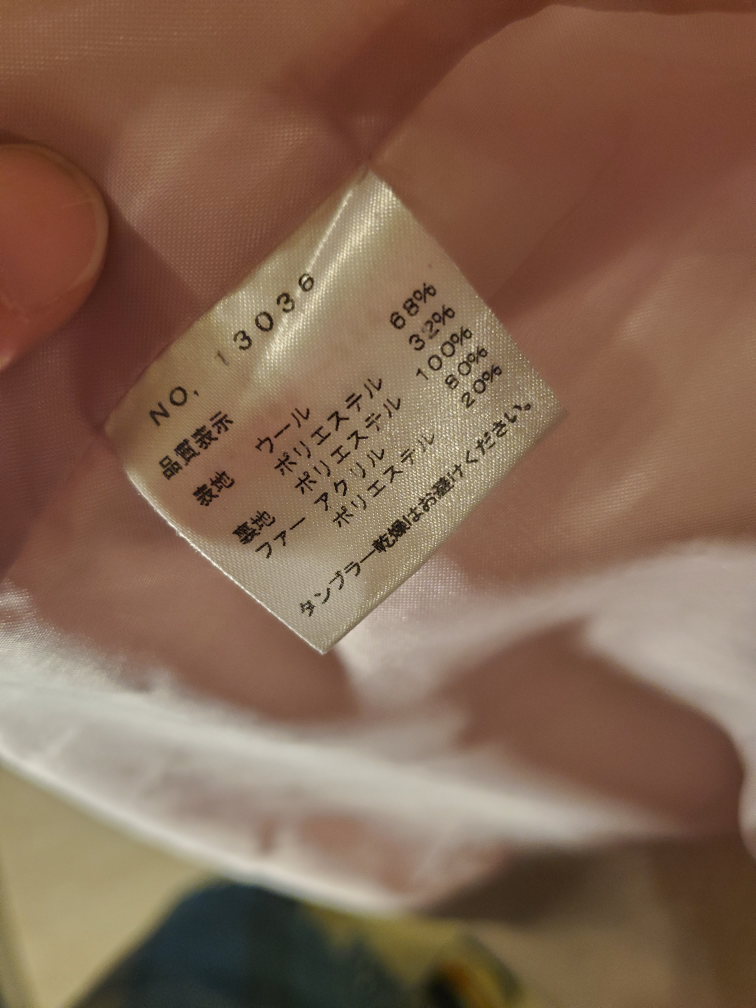 NO. 13036
品質表示
表地 ウール 68%
ポリエステル 32%
裏地 ポリエステル 100%
ファー アクリル 80%
ポリエステル 20%
タンブラー乾燥はお避けください。